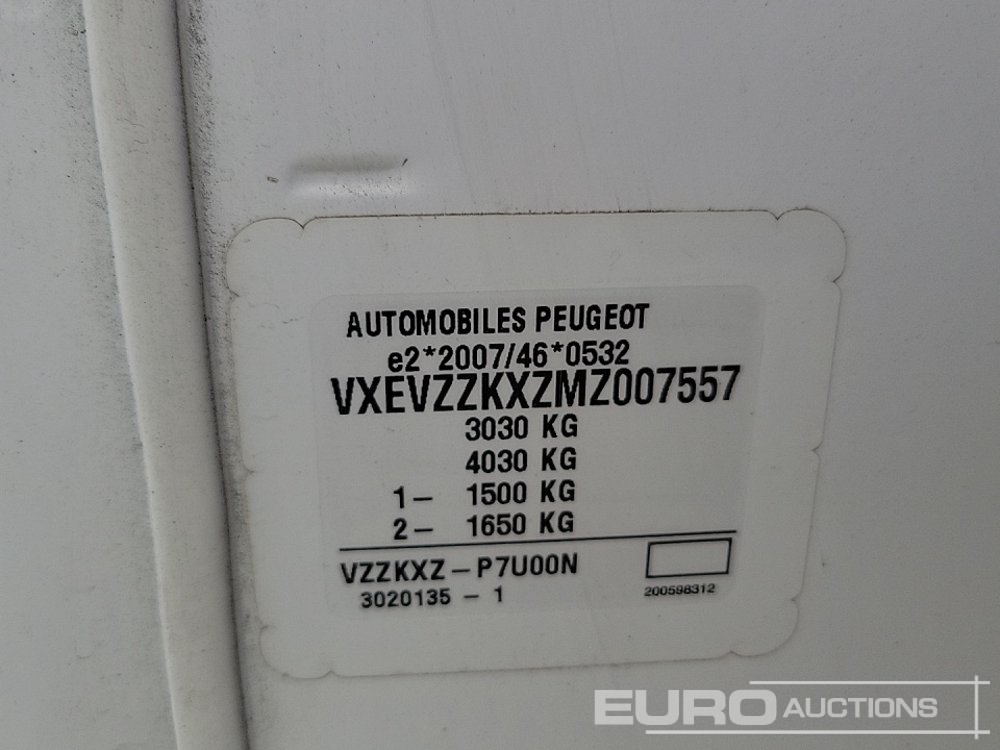 AUTOMOBILES PEUGEOT
e2*2007/46*0532
VXEVZZKXZMZ007557
3030 KG
4030 KG
1- 1500 KG
2- 1650 KG
VZZKXZ-P7U00N
3020135 - 1
200598312
EURO AUCTIONS